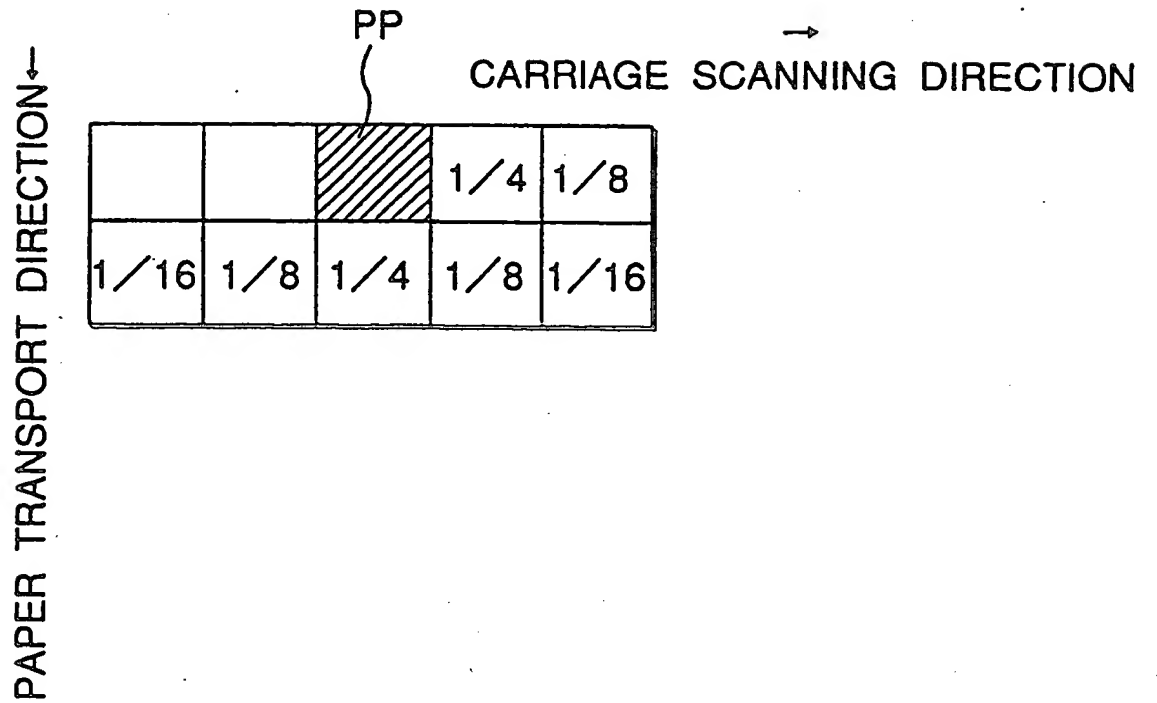 PP
→
CARRIAGE SCANNING DIRECTION
PAPER TRANSPORT DIRECTION←
1/4 1/8
1/16 1/8 1/4 1/8 1/16